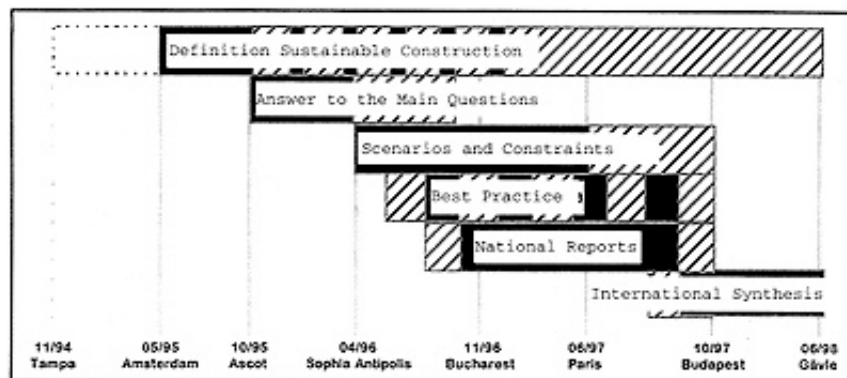 Definition Sustainable Construction
Answer to the Main Questions
Scenarios and Constraints
Best Practice
National Reports
International Synthesis
11/94 05/95 10/95 04/96 11/96 06/97 10/97 06/98
Tampa Amsterdam Ascot Sophia Antipolis Bucharest Paris Budapest Gävle